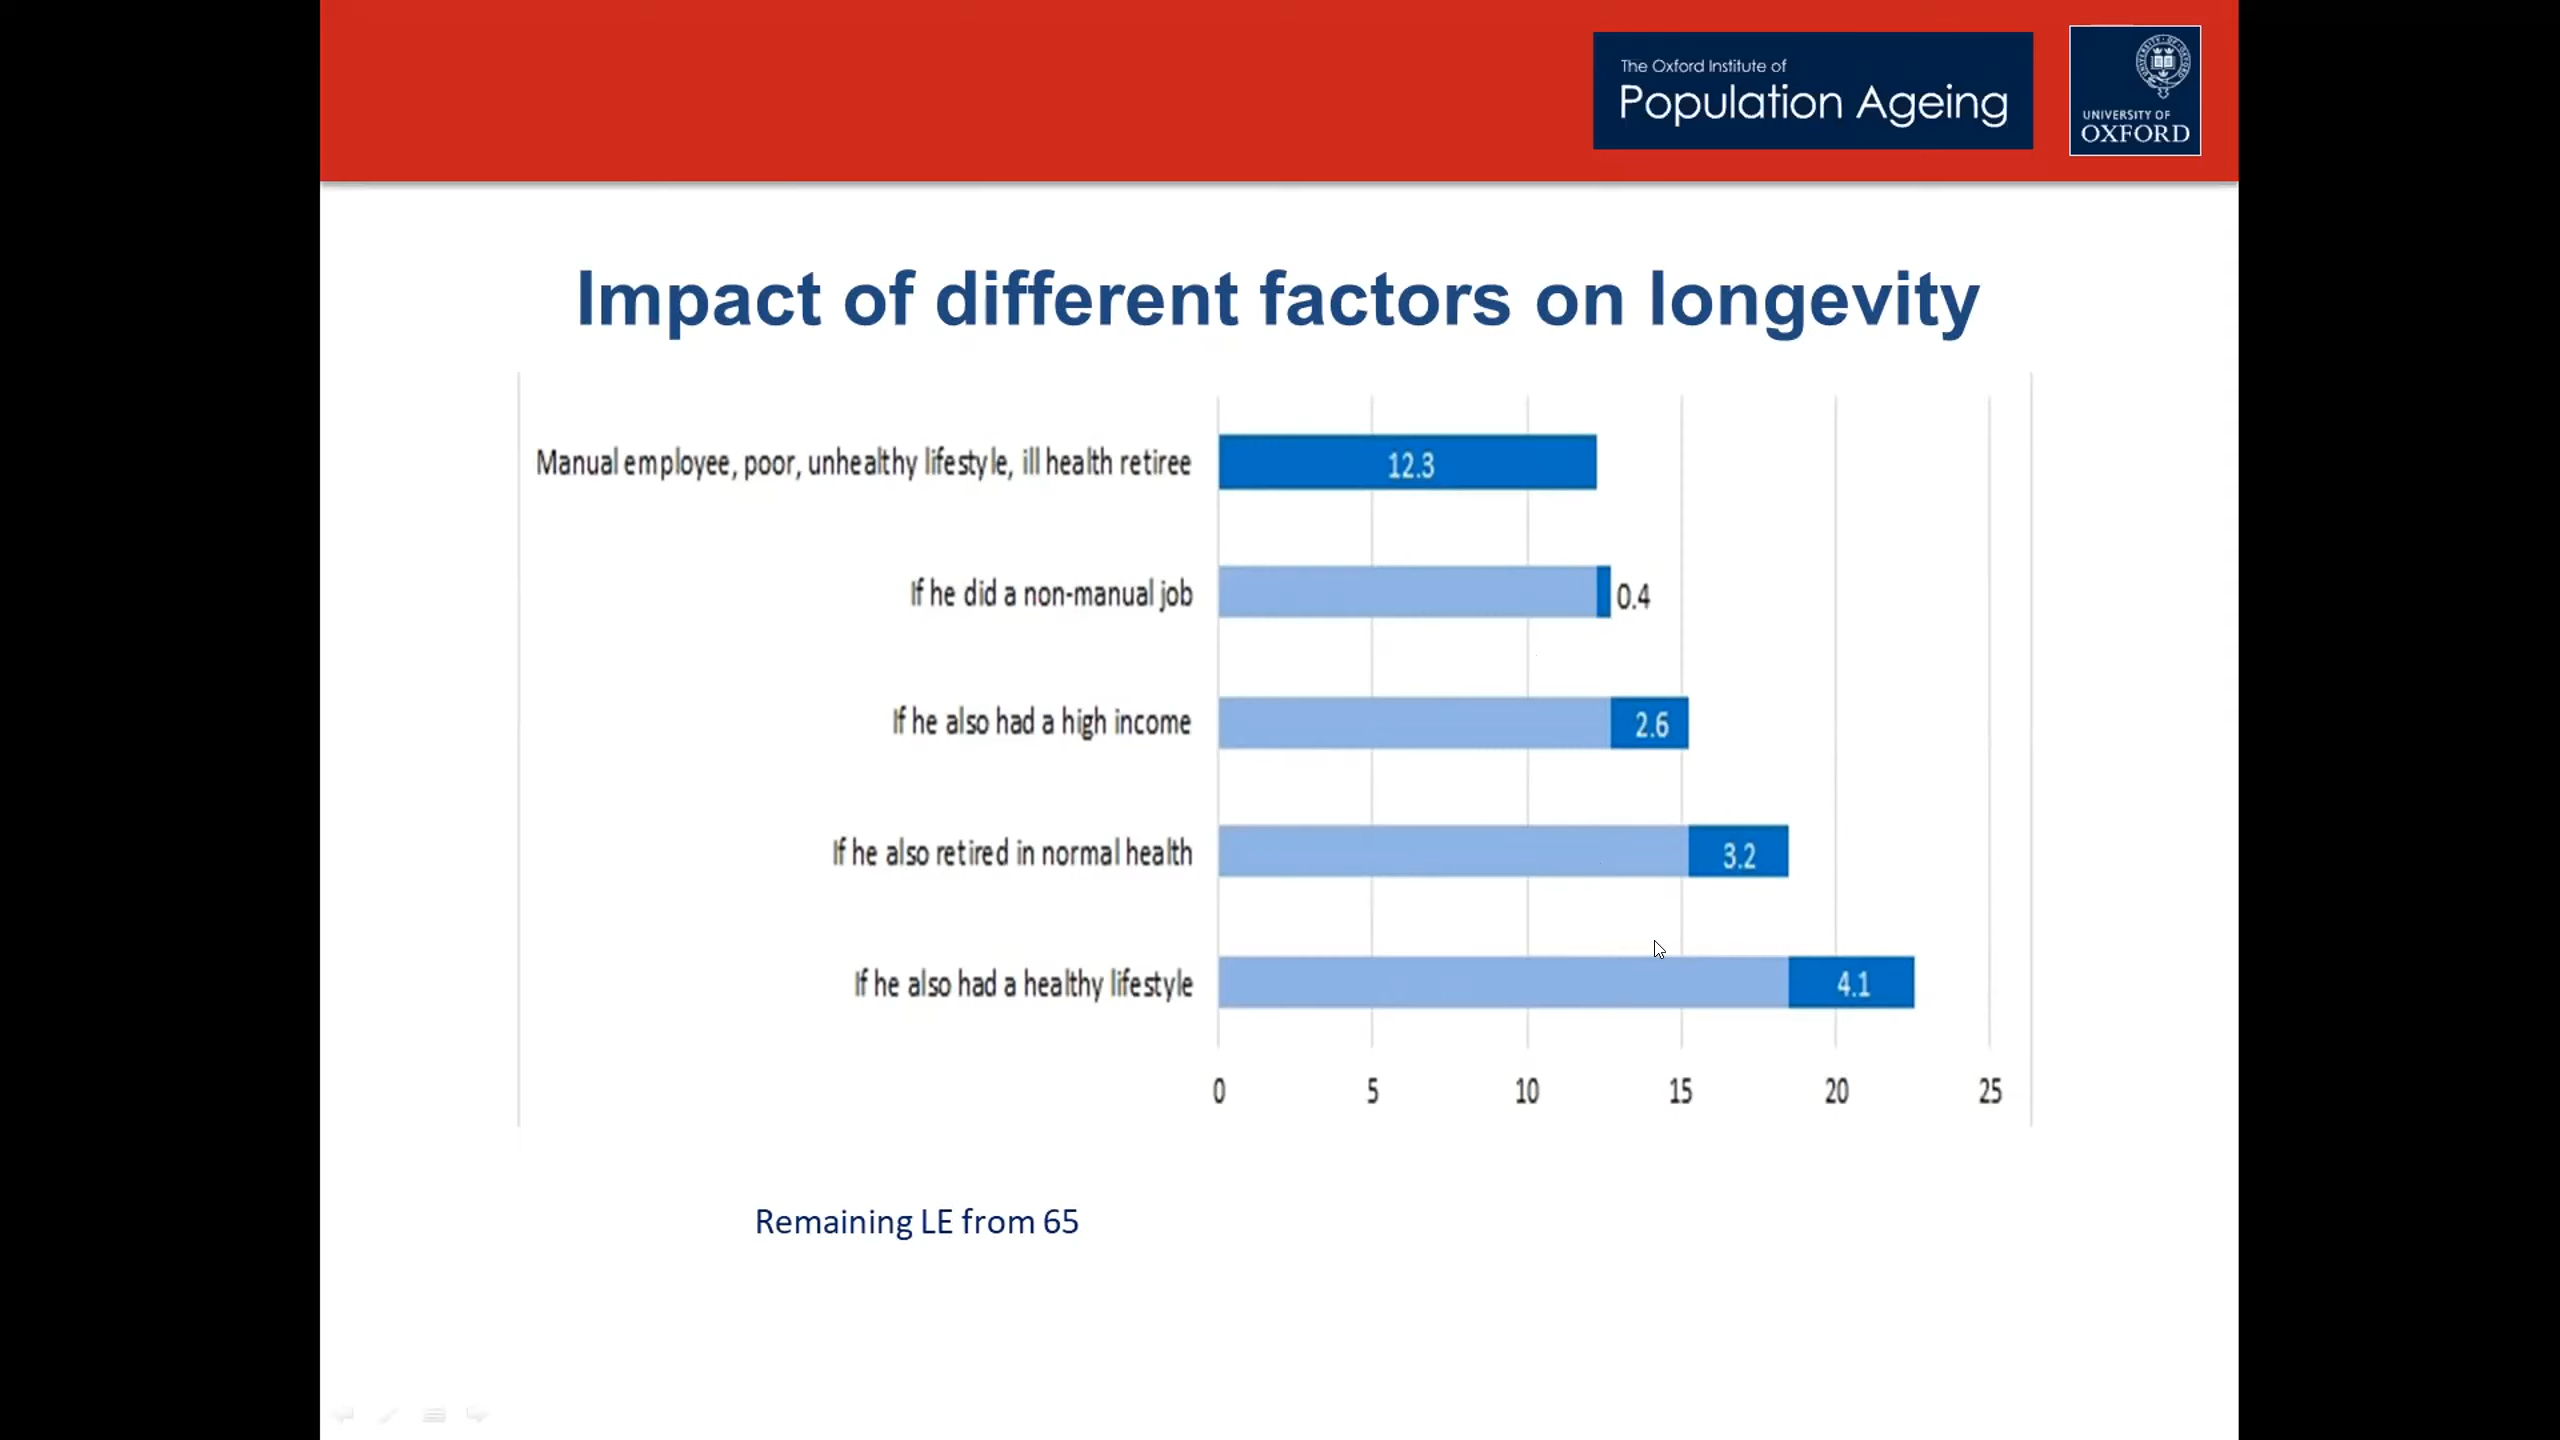 The Oxford Institute of
Population Ageing
UNIVERSITY OF
OXFORD
Impact of different factors on longevity
Manual employee, poor, unhealthy lifestyle, ill health retiree
12.3
If he did a non-manual job
0.4
If he also had a high income
2.6
If he also retired in normal health
3.2
If he also had a healthy lifestyle
4.1
0 5 10 15 20 25
Remaining LE from 65